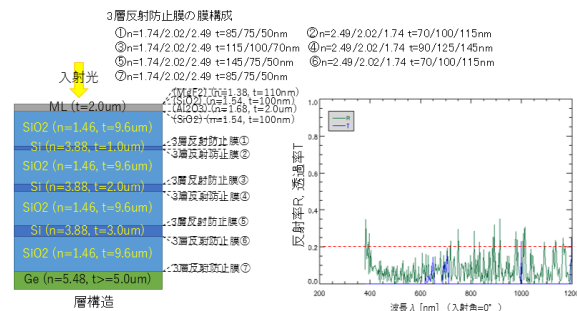 3層反射防止膜の膜構成
①n=1.74/2.02/2.49 t=85/75/50nm
②n=2.49/2.02/1.74 t=70/100/115nm
③n=1.74/2.02/2.49 t=115/100/70nm
④n=2.49/2.02/1.74 t=90/125/145nm
⑤n=1.74/2.02/2.49 t=145/75/50nm
⑥n=2.49/2.02/1.74 t=70/100/115nm
⑦n=1.74/2.02/2.49 t=85/75/50nm
入射光
ML (t=2.0um)
(MgF2) (n=1.38, t=110nm)
(SiO2) (n=1.54, t=100nm)
(Al2O3) (n=1.68, t=2.0um)
(SiO2) (n=1.54, t=100nm)
SiO2 (n=1.46, t=9.6um)
3層反射防止膜①
Si (n=3.88, t=1.0um)
3層反射防止膜②
SiO2 (n=1.46, t=9.6um)
3層反射防止膜③
Si (n=3.88, t=2.0um)
3層反射防止膜④
SiO2 (n=1.46, t=9.6um)
3層反射防止膜⑤
Si (n=3.88, t=3.0um)
3層反射防止膜⑥
SiO2 (n=1.46, t=9.6um)
3層反射防止膜⑦
Ge (n=5.48, t>=5.0um)
層構造
反射率R, 透過率T
1.0
0.8
0.6
0.4
0.2
0.0
R
T
200 400 600 800 1000 1200
波長λ [nm] (入射角=0°)